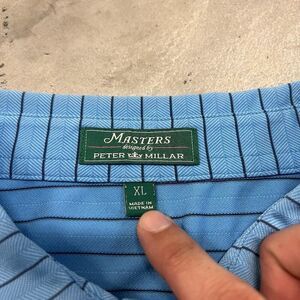 MASTERS
designed by
PETER MILLAR
XL
MADE IN
VIETNAM